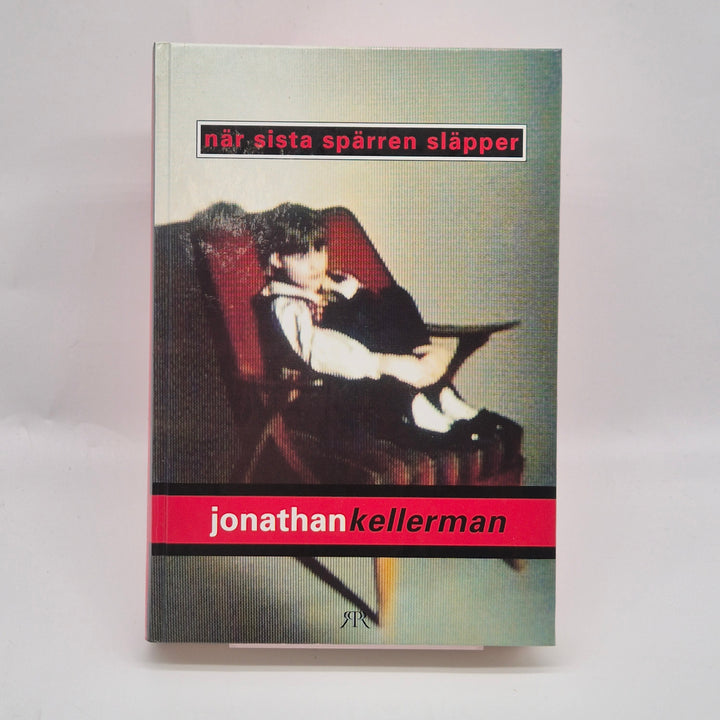 när sista spärren släpper
jonathankellerman